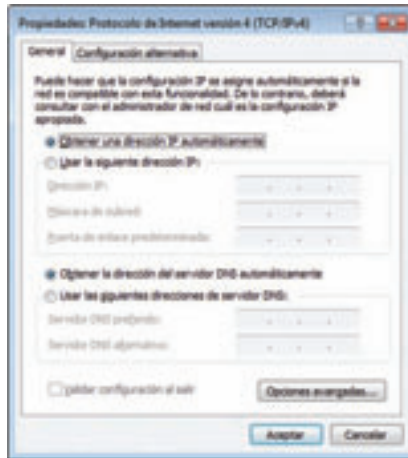 Propiedades: Protocolo de Internet versión 4 (TCP/IPv4)
General
Configuración alternativa
Puede hacer que la configuración IP se asigne automáticamente si la
red es compatible con esta funcionalidad. De lo contrario, deberá
consultar con el administrador de red cuál es la configuración IP
apropiada.
Obtener una dirección IP automáticamente
Usar la siguiente dirección IP:
Dirección IP:
Máscara de subred:
Puerta de enlace predeterminada:
Obtener la dirección del servidor DNS automáticamente
Usar las siguientes direcciones de servidor DNS:
Servidor DNS preferido:
Servidor DNS alternativo:
Validar configuración al salir
Opciones avanzadas...
Aceptar
Cancelar